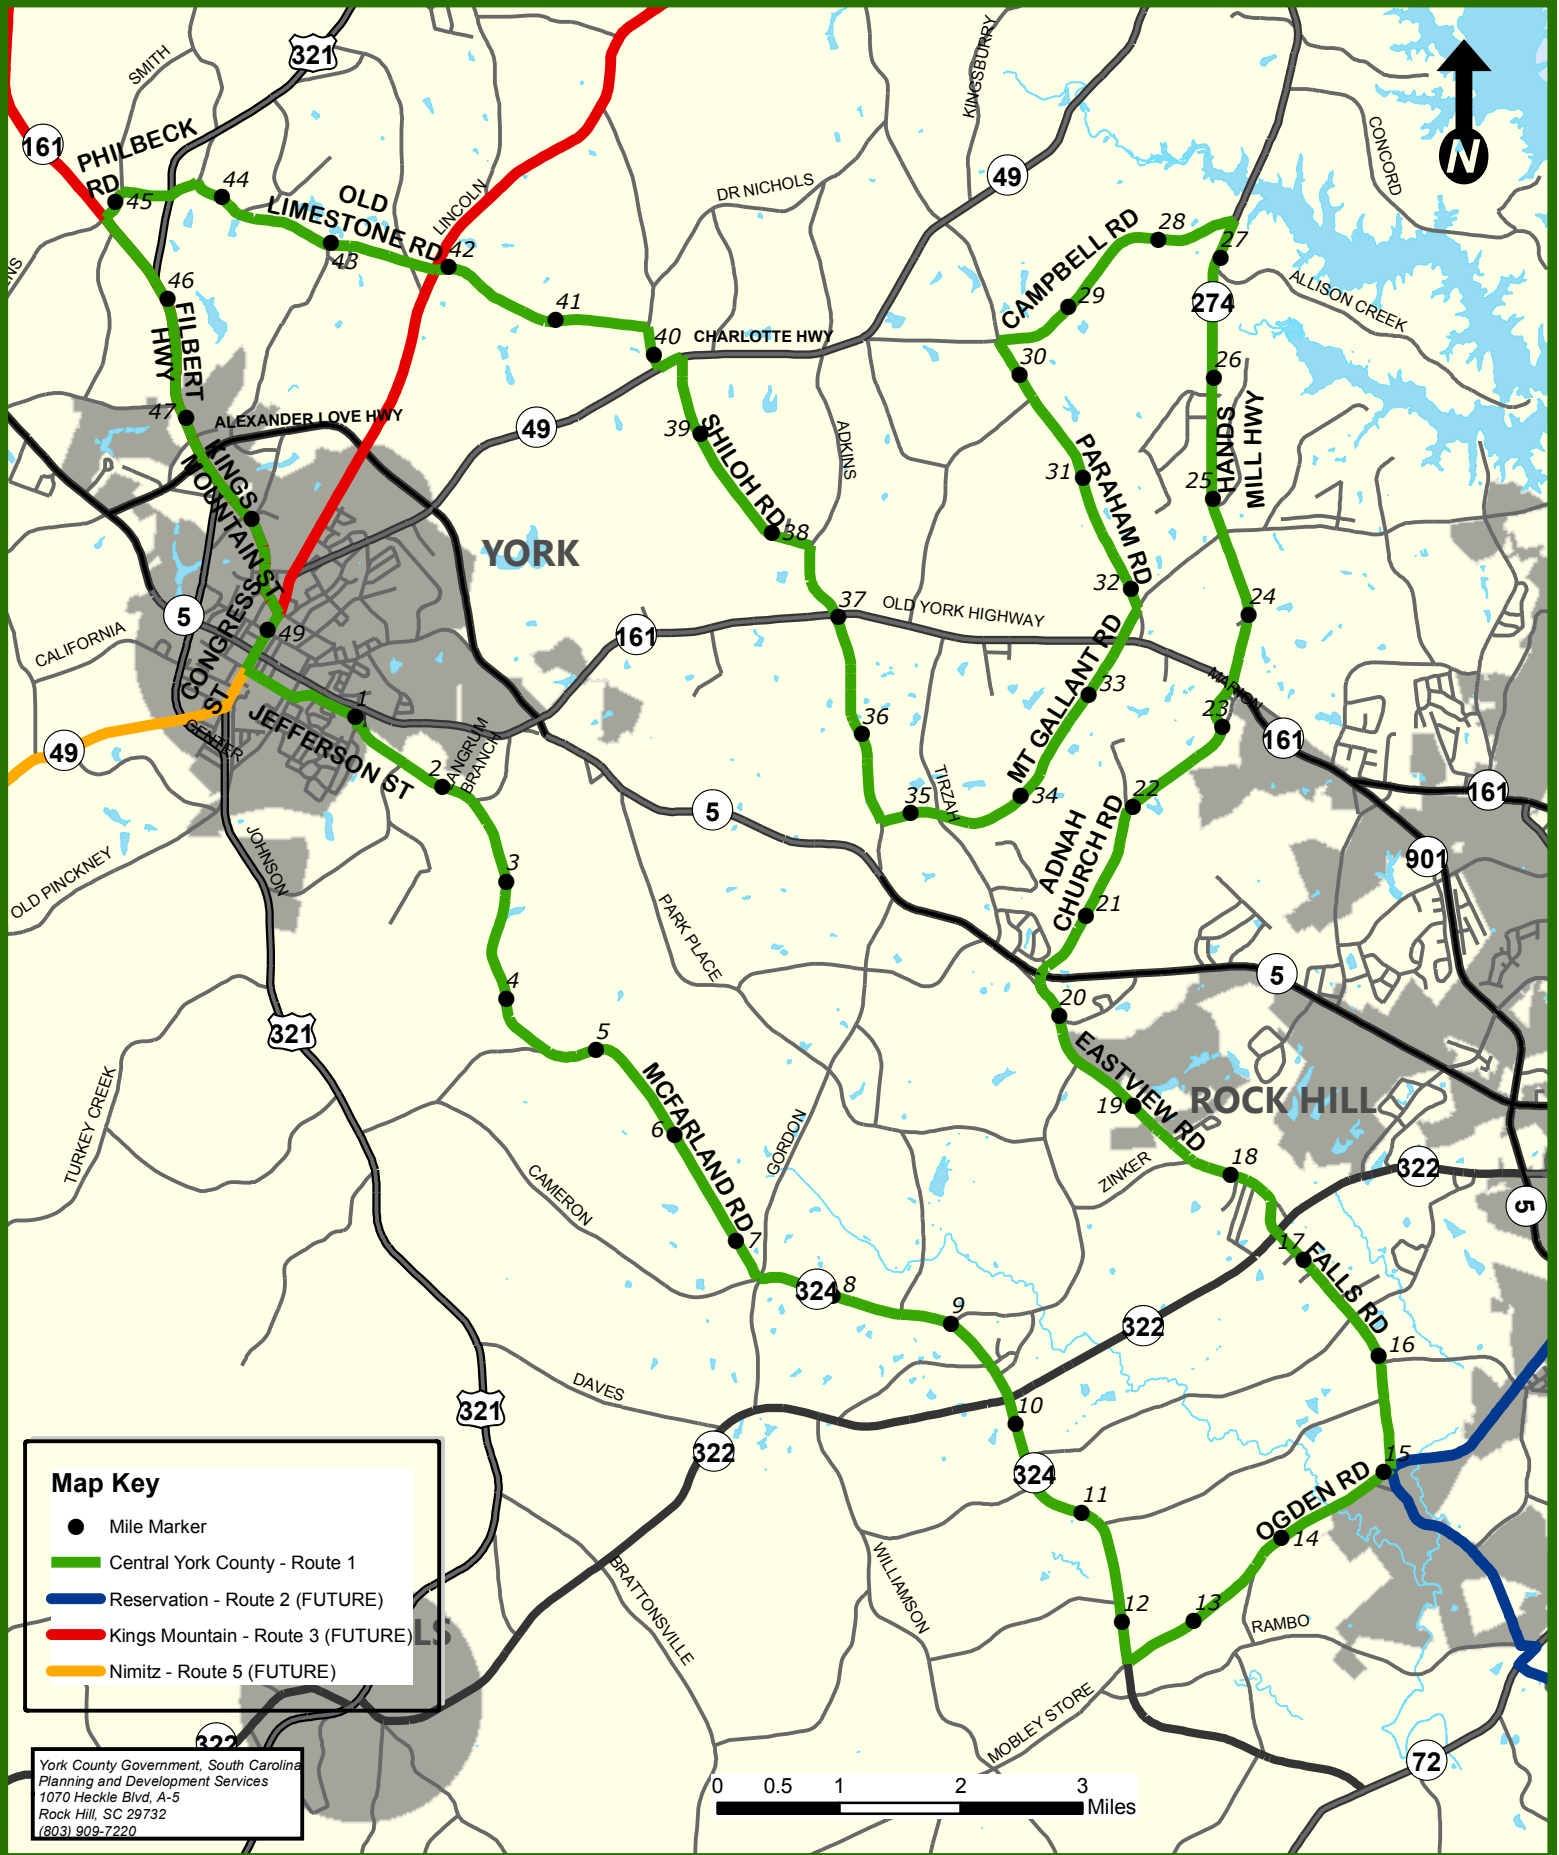 321
SMITH
161
PHILBECK
RD
45
44
OLD
LIMESTONE RD
LINCOLN
42
43
41
46
FILBERT
HWY
47
ALEXANDER LOVE HWY
KINGS
MOUNTAIN ST
CONGRESS
ST
49
5
CALIFORNIA
49
CENTER
JEFFERSON ST
1
2
LANGRUM
BRANCH
YORK
49
40
CHARLOTTE HWY
DR NICHOLS
KINGSBURRY
49
39
SHILOH RD
38
ADKINS
37
OLD YORK HIGHWAY
161
36
35
TIRZAH
34
MT GALLANT RD
33
32
PARAHAM RD
31
30
29
CAMPBELL RD
28
27
274
26
HANDS
MILL HWY
25
24
MARION
23
22
ADNAH
CHURCH RD
21
20
CONCORD
N
ALLISON CREEK
161
161
901
5
5
OLD PINCKNEY
JOHNSON
3
4
5
PARK PLACE
321
TURKEY CREEK
MCFARLAND RD
6
7
GORDON
CAMERON
EASTVIEW RD
19
ROCK HILL
18
ZINKER
322
5
17
FALLS RD
16
324
8
9
322
321
DAVES
322
10
324
11
15
OGDEN RD
14
13
12
RAMBO
WILLIAMSON
BRATTONSVILLE
MOBLEY STORE
72
Map Key
Mile Marker
Central York County - Route 1
Reservation - Route 2 (FUTURE)
Kings Mountain - Route 3 (FUTURE)
Nimitz - Route 5 (FUTURE)
LS
322
York County Government, South Carolina
Planning and Development Services
1070 Heckle Blvd, A-5
Rock Hill, SC 29732
(803) 909-7220
0 0.5 1 2 3
Miles